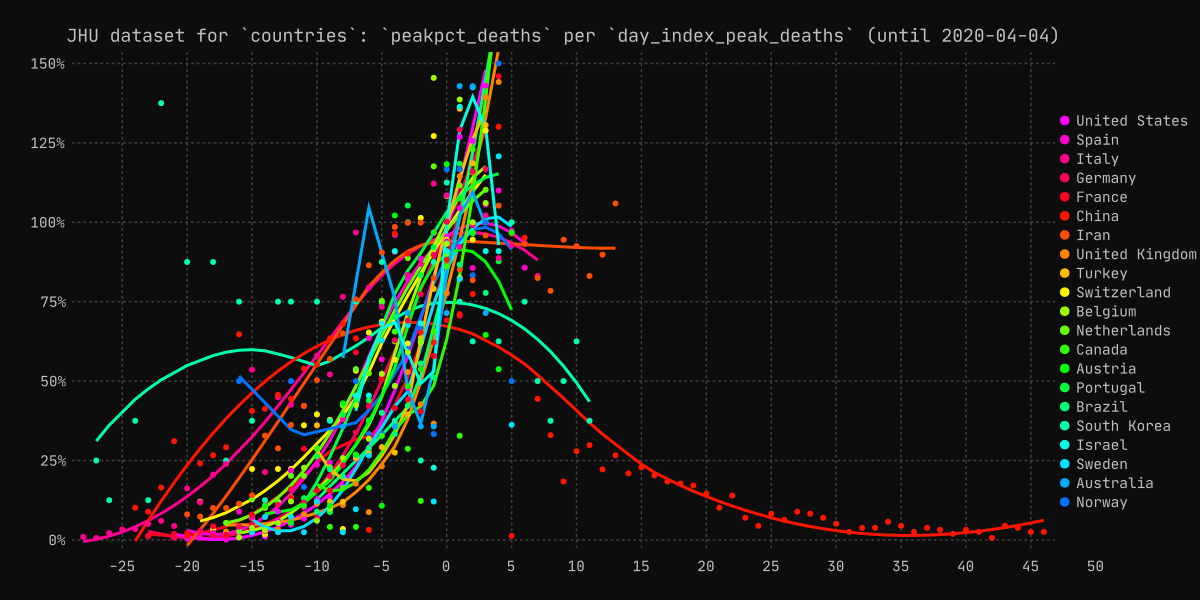 JHU dataset for `countries`: `peakpct_deaths` per `day_index_peak_deaths` (until 2020-04-04)
150%
125%
100%
75%
50%
25%
0%
-25 -20 -15 -10 -5 0 5 10 15 20 25 30 35 40 45 50
United States
Spain
Italy
Germany
France
China
Iran
United Kingdom
Turkey
Switzerland
Belgium
Netherlands
Canada
Austria
Portugal
Brazil
South Korea
Israel
Sweden
Australia
Norway